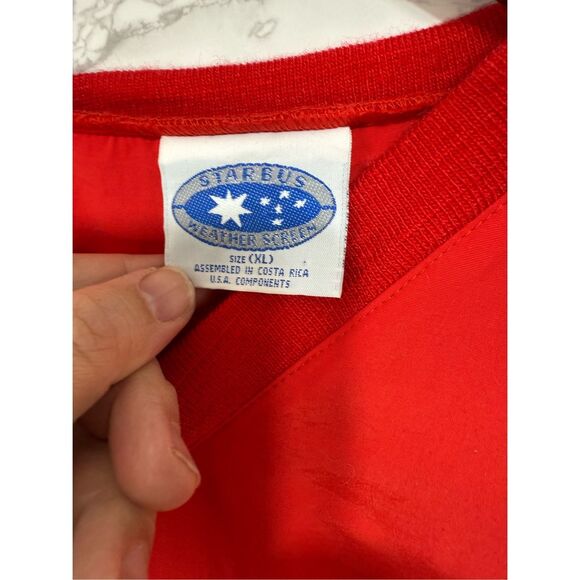 STARBUS
WEATHER SCREEN
SIZE (XL)
ASSEMBLED IN COSTA RICA
U.S.A. COMPONENTS